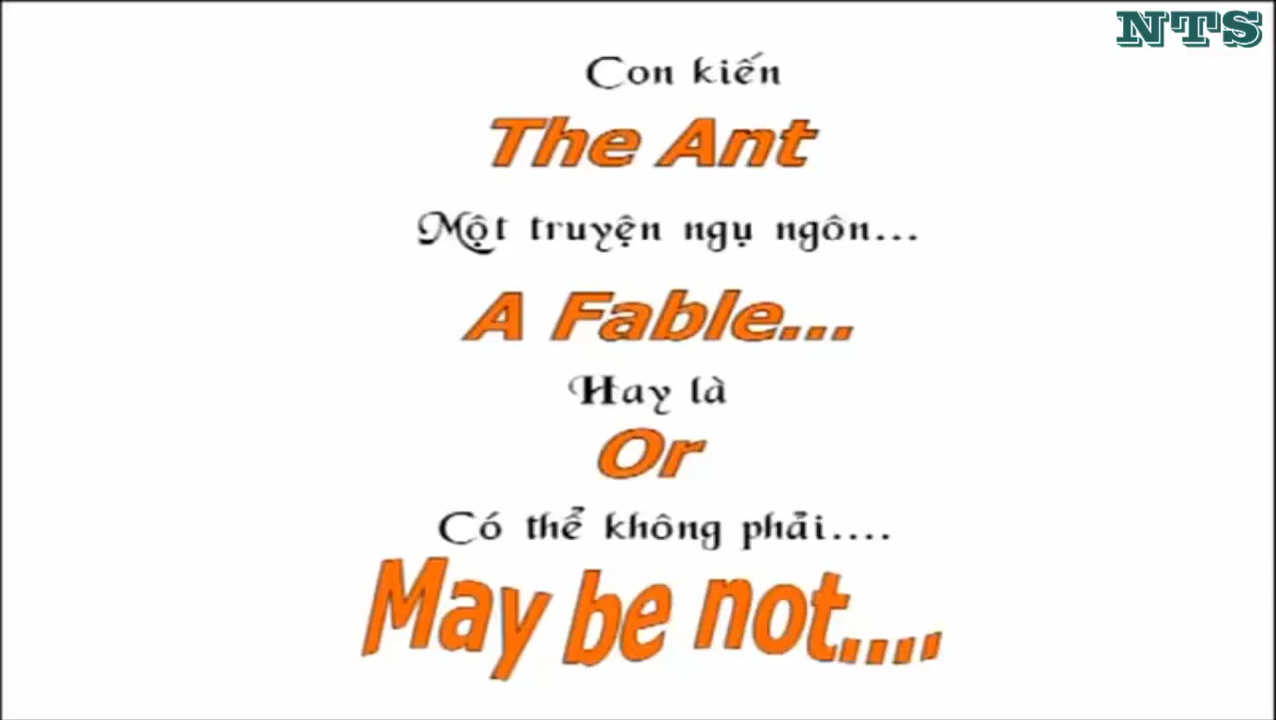 NTS
Con kiến
The Ant
Một truyện ngụ ngôn...
A Fable...
Hay là
Or
Có thể không phải....
May be not....